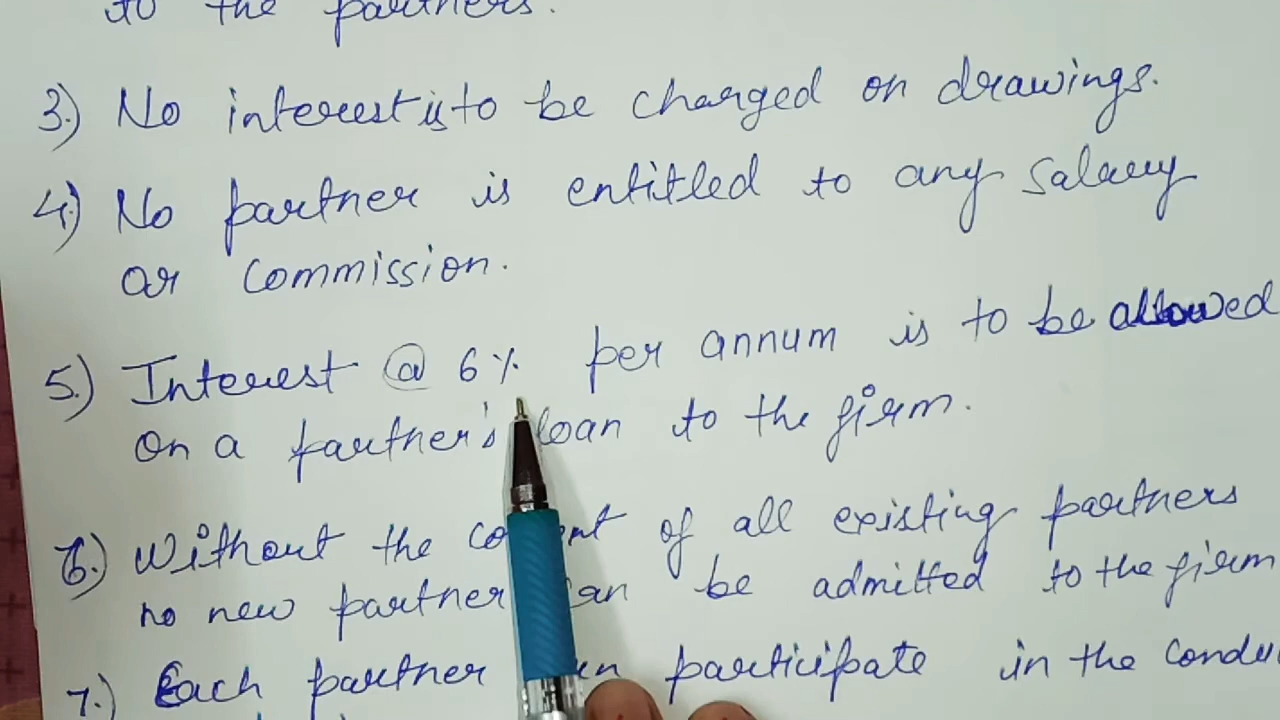 to the partners.
3.) No interest is to be charged on drawings.
4.) No partner is entitled to any salary
or commission.
5.) Interest @ 6% per annum is to be allowed
on a partner's loan to the firm.
6.) Without the of all existing partners
no new partner can be admitted to the firm
7.) Each partner participate in the